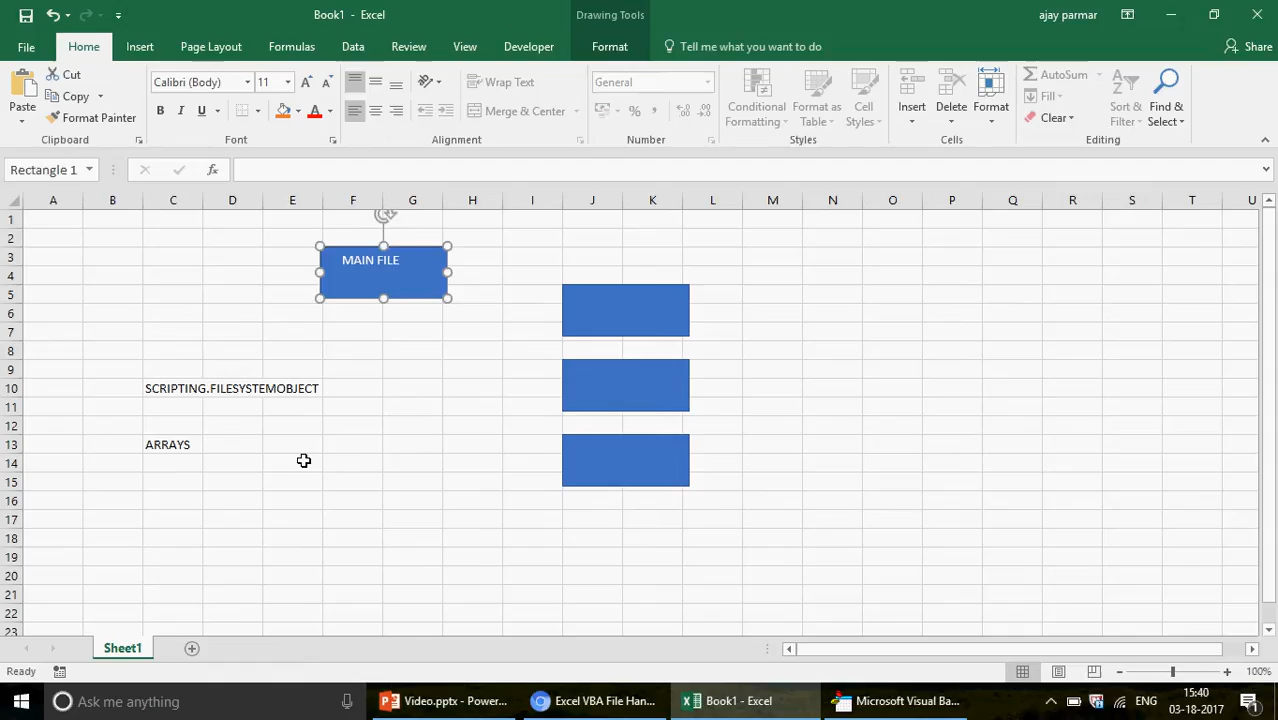 Book1 - Excel
Drawing Tools
ajay parmar
File
Home
Insert
Page Layout
Formulas
Data
Review
View
Developer
Format
Tell me what you want to do
Share
Paste
Cut
Copy
Format Painter
Clipboard
Calibri (Body)
11
A
A
B
I
U
A
Font
Wrap Text
Merge & Center
Alignment
General
%
Number
Conditional
Formatting
Format as
Table
Cell
Styles
Styles
Insert
Delete
Format
Cells
AutoSum
Fill
Clear
Sort &
Filter
Find &
Select
Editing
Rectangle 1
fx
A B C D E F G H I J K L M N O P Q R S T U
1
2
3
MAIN FILE
4
5
6
7
8
9
10
SCRIPTING.FILESYSTEMOBJECT
11
12
13
ARRAYS
14
15
16
17
18
19
20
21
22
23
Sheet1
Ready
100%
Ask me anything
Video.pptx - Power...
Excel VBA File Han...
Book1 - Excel
Microsoft Visual Ba...
ENG
15:40
03-18-2017
1